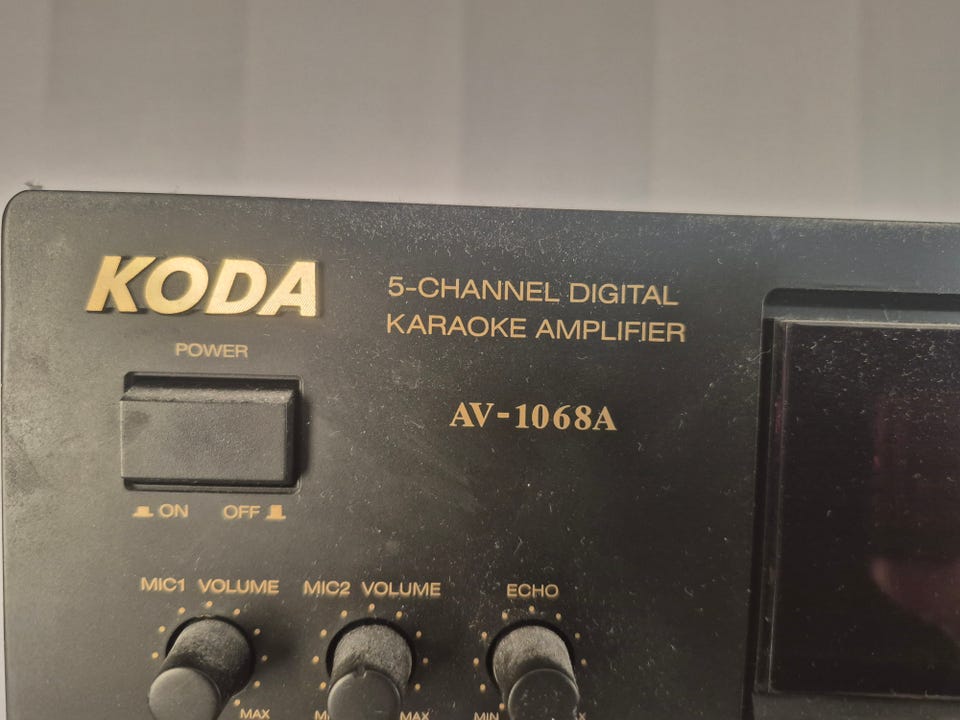 KODA
5-CHANNEL DIGITAL
KARAOKE AMPLIFIER
POWER
AV-1068A
ON OFF
MIC1 VOLUME MIC2 VOLUME ECHO
MAX MAX MIN